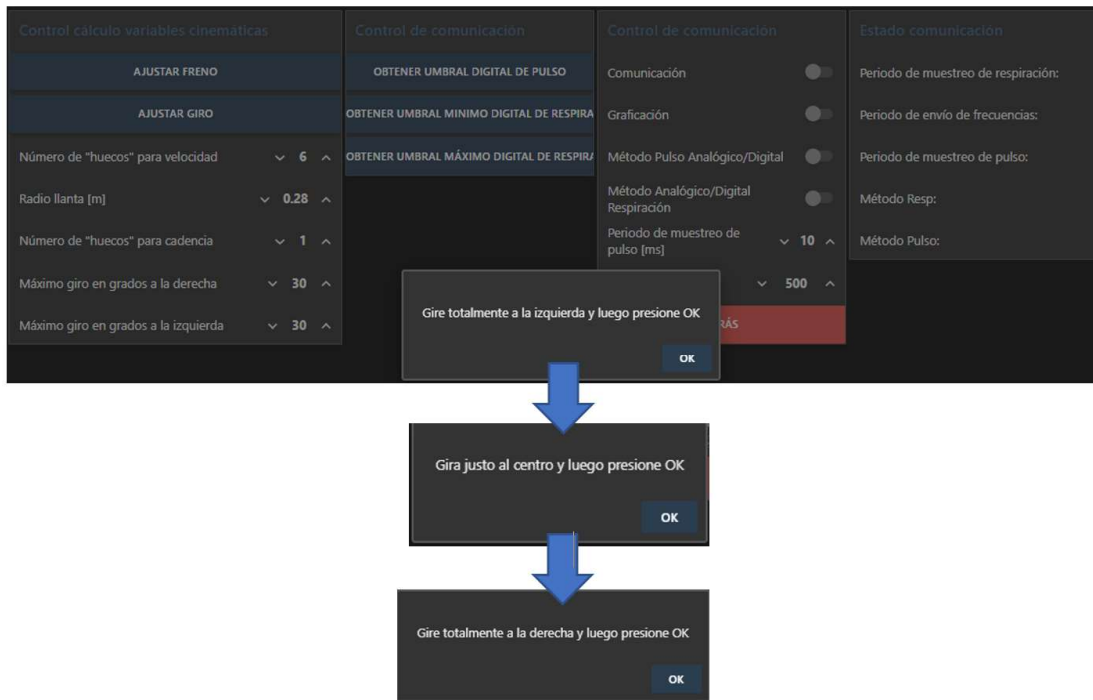 Control cálculo variables cinemáticas
AJUSTAR FRENO
AJUSTAR GIRO
Número de "huecos" para velocidad 6
Radio llanta [m] 0.28
Número de "huecos" para cadencia 1
Máximo giro en grados a la derecha 30
Máximo giro en grados a la izquierda 30
Control de comunicación
OBTENER UMBRAL DIGITAL DE PULSO
OBTENER UMBRAL MINIMO DIGITAL DE RESPIRA
OBTENER UMBRAL MÁXIMO DIGITAL DE RESPIRA
Control de comunicación
Comunicación
Graficación
Método Pulso Analógico/Digital
Método Analógico/Digital
Respiración
Periodo de muestreo de
pulso [ms] 10
500
RÁS
Estado comunicación
Periodo de muestreo de respiración:
Periodo de envío de frecuencias:
Periodo de muestreo de pulso:
Método Resp:
Método Pulso:
Gire totalmente a la izquierda y luego presione OK
OK
Gira justo al centro y luego presione OK
OK
Gire totalmente a la derecha y luego presione OK
OK